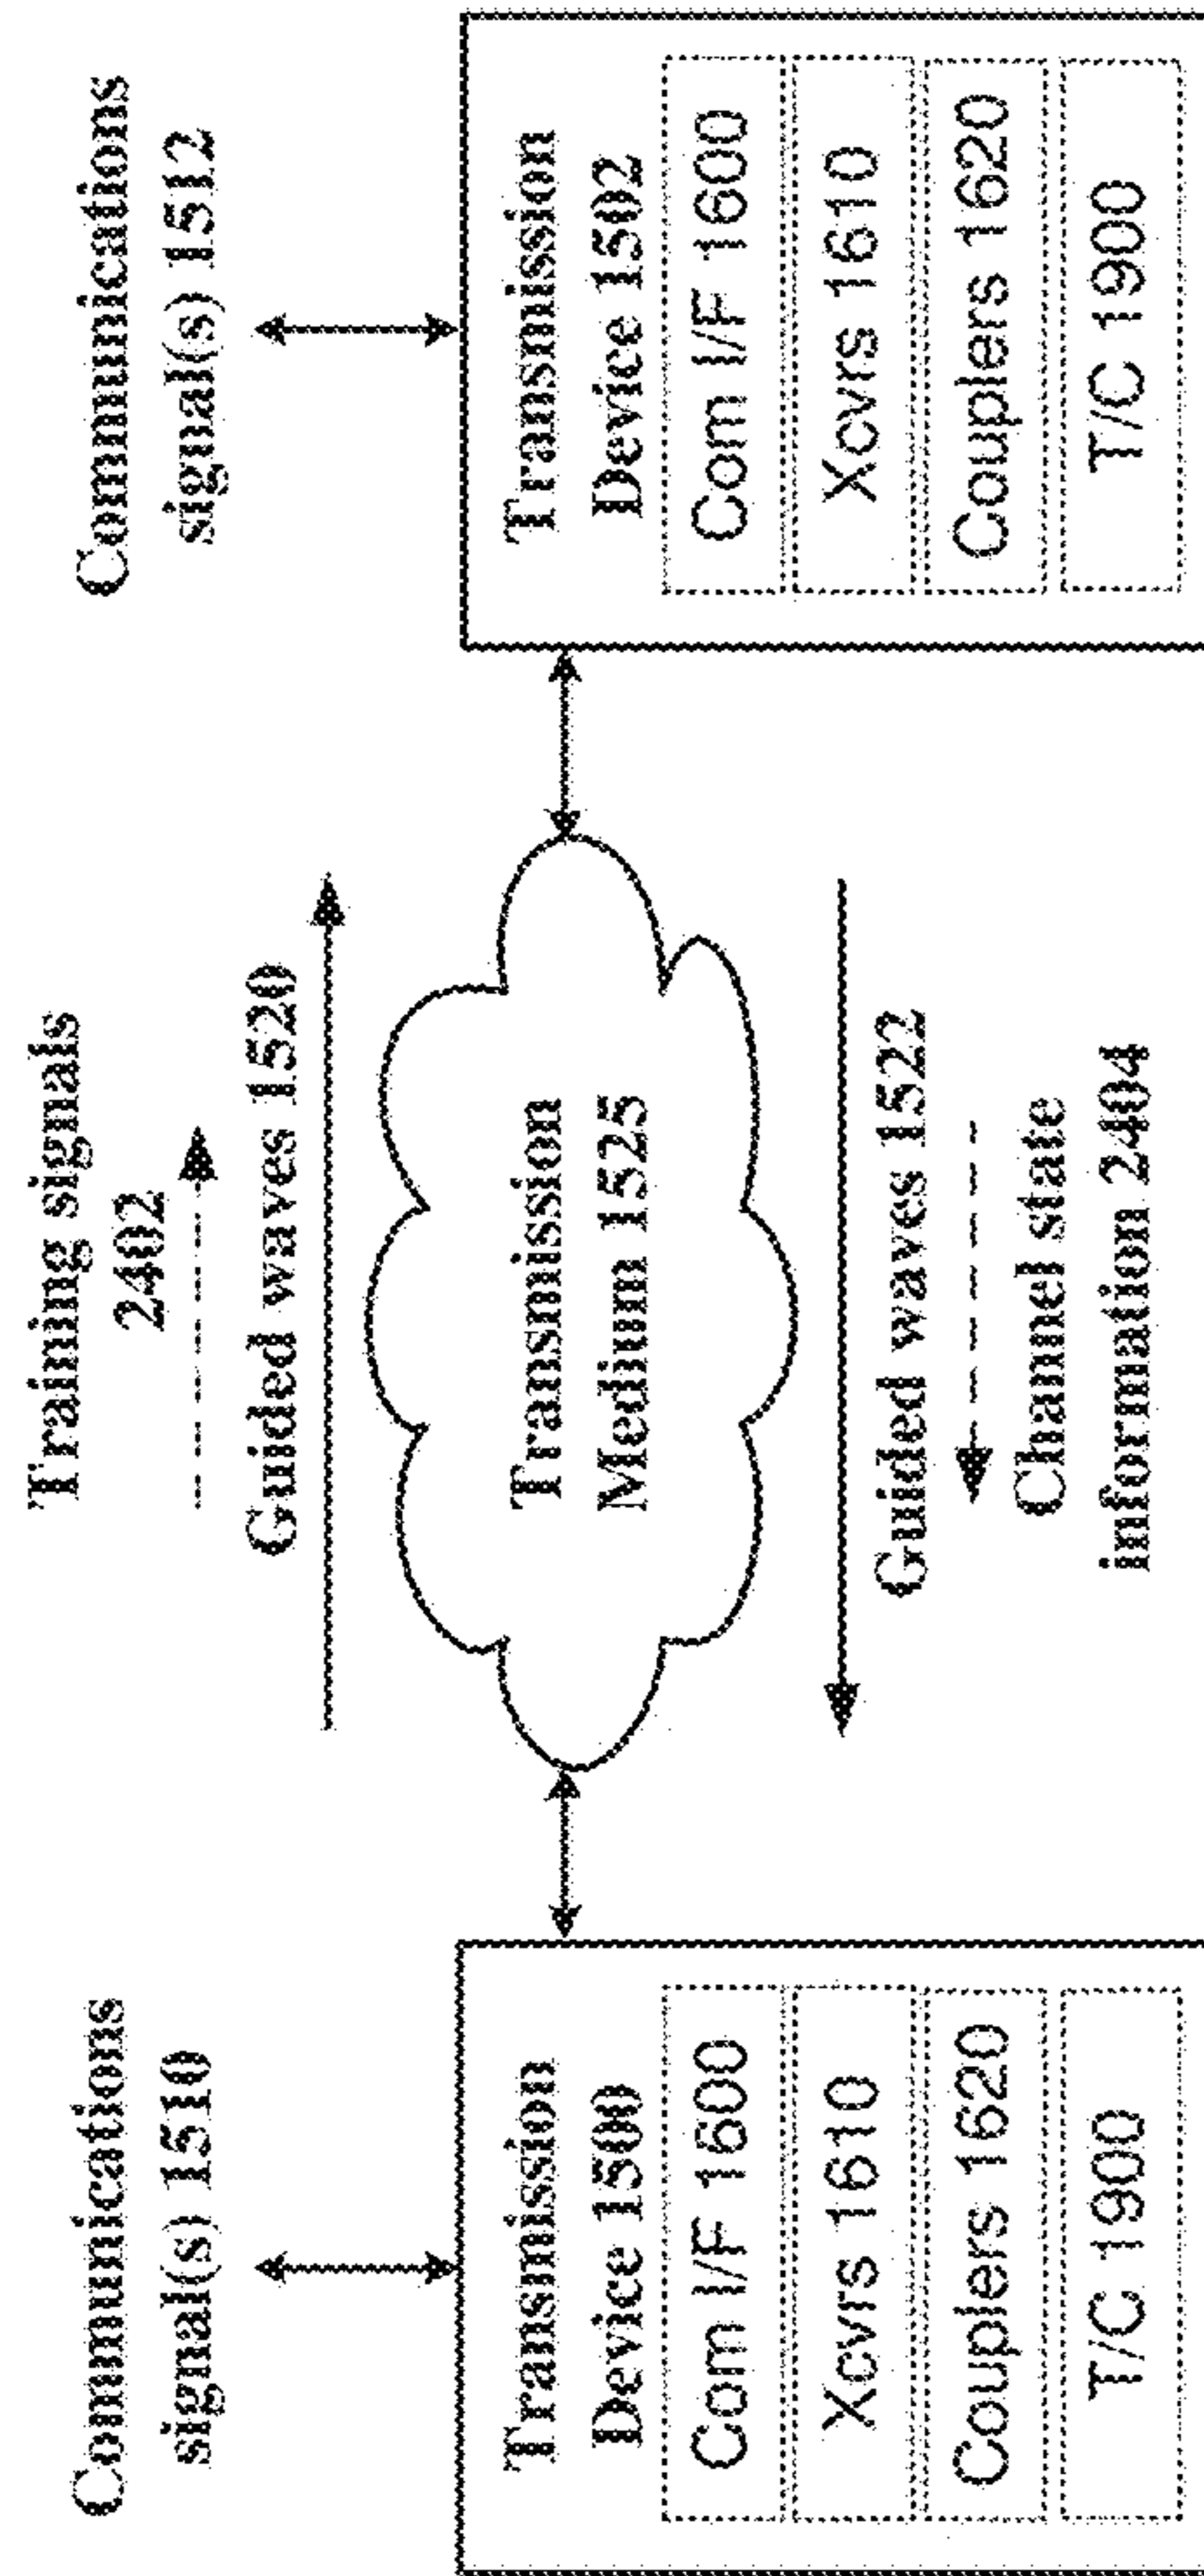 Communications
signal(s) 1510
Transmission
Device 1500
Com I/F 1600
Xcvrs 1610
Couplers 1620
T/C 1900
Training signals
2402
Guided waves 1520
Transmission
Medium 1525
Guided waves 1522
Channel state
information 2404
Communications
signal(s) 1512
Transmission
Device 1502
Com I/F 1600
Xcvrs 1610
Couplers 1620
T/C 1900